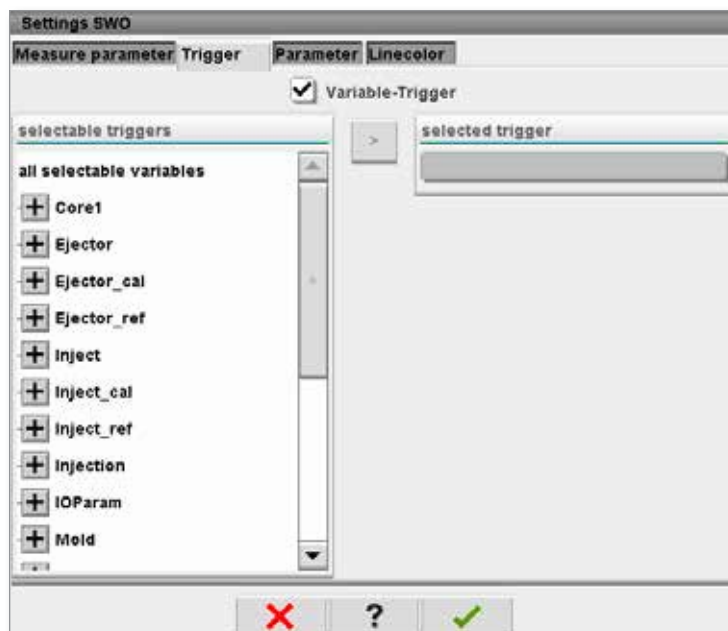 Settings SWO
Measure parameter Trigger Parameter Linecolor
Variable-Trigger
selectable triggers
>
selected trigger
all selectable variables
Core1
Ejector
Ejector_cal
Ejector_ref
Inject
Inject_cal
Inject_ref
Injection
IOParam
Mold
?